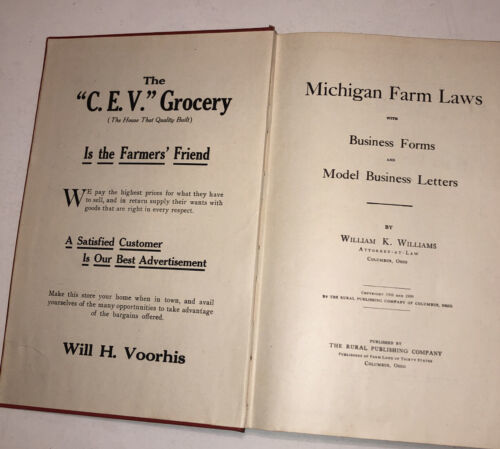 The
"C. E. V." Grocery
(The House That Quality Built)
Is the Farmers' Friend
WE pay the highest prices for what they have
to sell, and in return supply their wants with
goods that are right in every respect.
A Satisfied Customer
Is Our Best Advertisement
Make this store your home when in town, and avail
yourselves of the many opportunities to take advantage
of the bargains offered.
Will H. Voorhis
Michigan Farm Laws
WITH
Business Forms
AND
Model Business Letters
BY
WILLIAM K. WILLIAMS
ATTORNEY-AT-LAW
COLUMBUS, OHIO
COPYRIGHT AND
BY THE RURAL PUBLISHING COMPANY OF COLUMBUS, OHIO
PUBLISHED BY
THE RURAL PUBLISHING COMPANY
PUBLISHERS OF FARM LAWS OF THIRTY STATES
COLUMBUS, OHIO